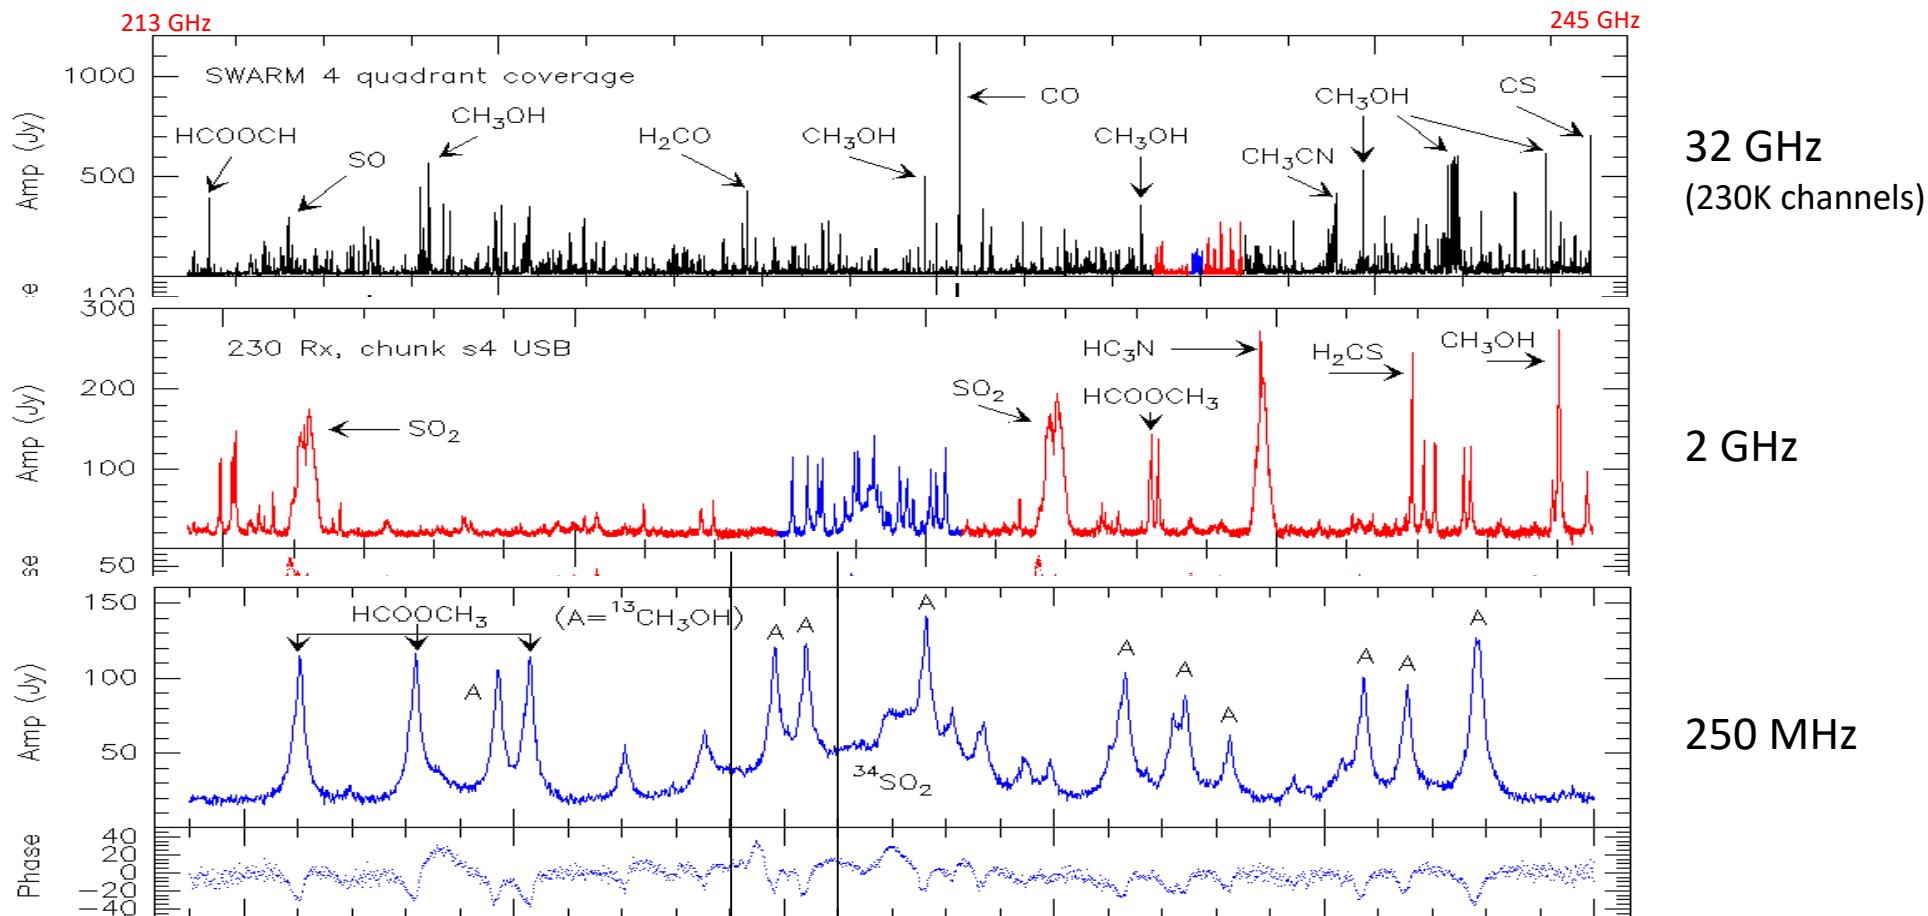 213 GHz
245 GHz
SWARM 4 quadrant coverage
HCOOCH
SO
CH₃OH
H₂CO
CH₃OH
CO
CH₃OH
CH₃CN
CH₃OH
CS
1000
500
Amp (Jy)
32 GHz
(230K channels)
se
100
300
230 Rx, chunk s4 USB
SO₂
SO₂
HCOOCH₃
HC₃N
H₂CS
CH₃OH
200
100
Amp (Jy)
2 GHz
se
50
150
HCOOCH₃
(A=¹³CH₃OH)
A
A
A
A
A
A
A
A
A
A
³⁴SO₂
100
50
Amp (Jy)
250 MHz
40
20
0
−20
−40
Phase